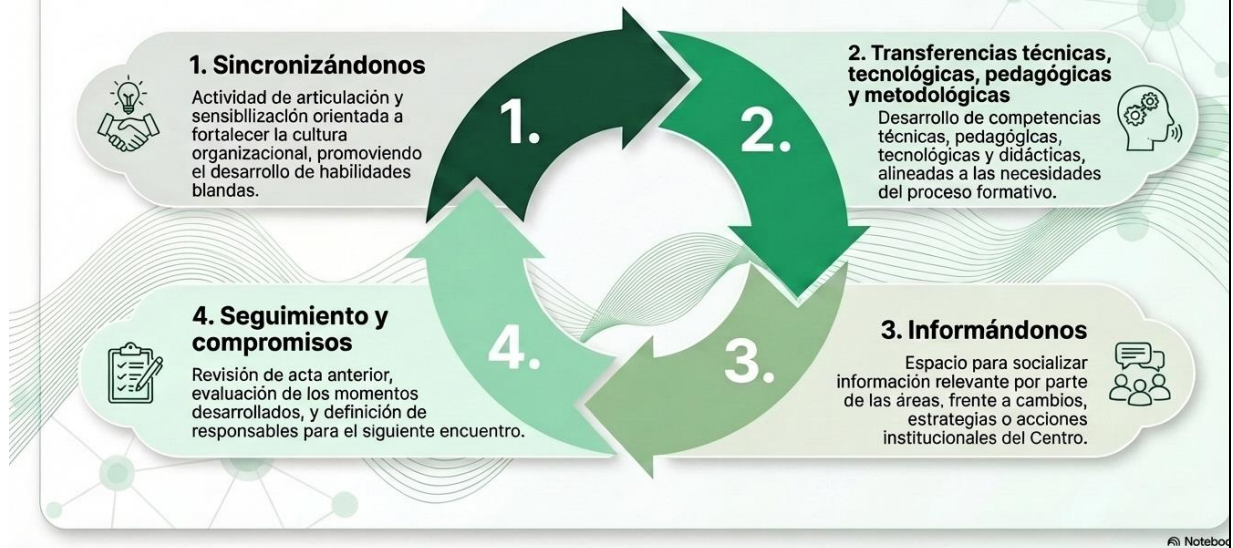 1. Sincronizándonos
Actividad de articulación y
sensibllización orientada a
fortalecer la cultura
organizacional, promoviendo
el desarrollo de habilidades
blandas.
1.
2. Transferencias técnicas,
tecnológicas, pedagógicas
y metodológicas
Desarrollo de competencias
técnicas, pedagóglcas,
tecnológicas y didácticas,
alineadas a las necesidades
del proceso formativo.
2.
3. Informándonos
Espacio para socializar
información relevante por parte
de las áreas, frente a cambios,
estrategias o acciones
institucionales del Centro.
3.
4. Seguimiento y
compromisos
Revisión de acta anterior,
evaluación de los momentos
desarrollados, y definición de
responsables para el siguiente encuentro.
4.
Noteboo